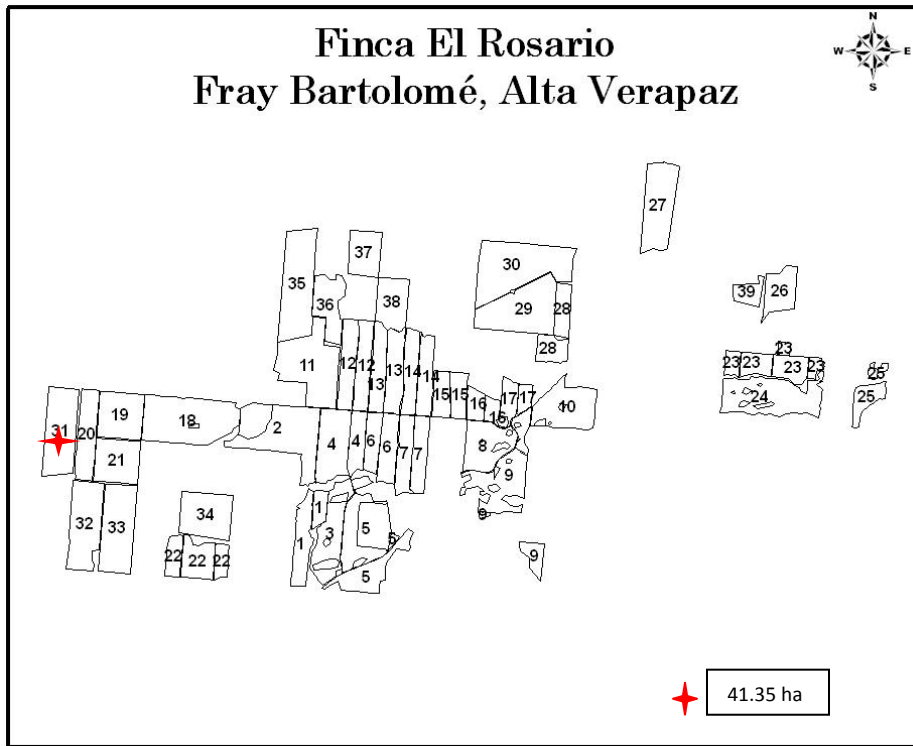 Finca El Rosario
Fray Bartolomé, Alta Verapaz
N
W E
S
27
37
30
35
39 26
36
38
29 28
28
23
11
12 12 13 13 14 14
23 23 23 23
15 15
25
24
25
16 17 17
16
10
19
18
31 20
2
4 4 6 6 7 7
8
21
9
34
32 33
1
1 3 5 5
9
22 22 22
9
5
41.35 ha